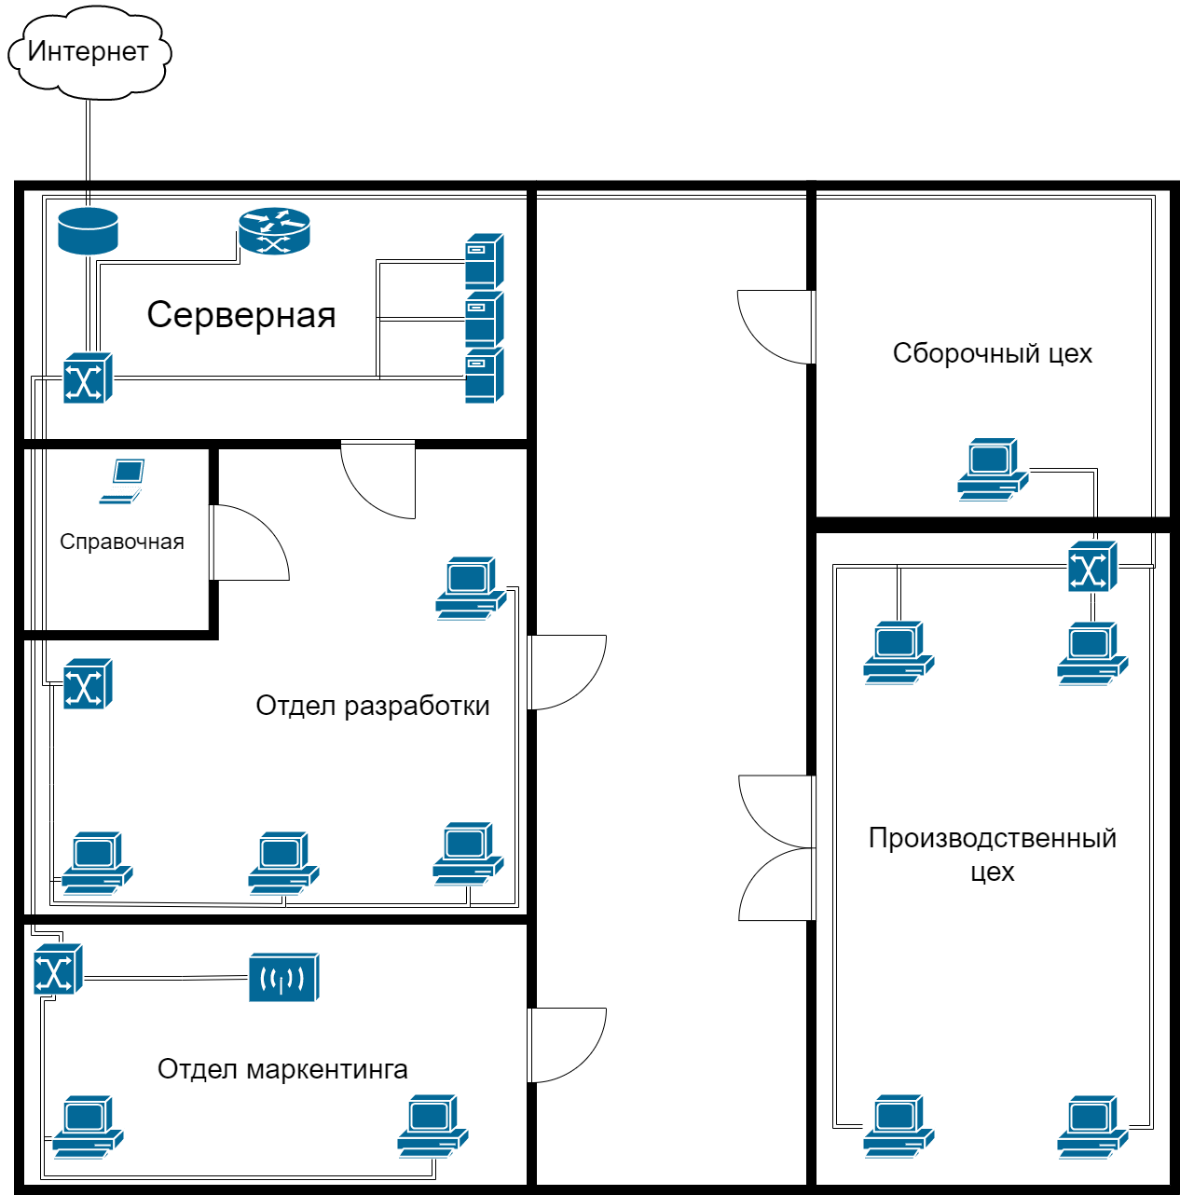 Интернет
Серверная
Сборочный цех
Справочная
Отдел разработки
Производственный
цех
Отдел маркентинга